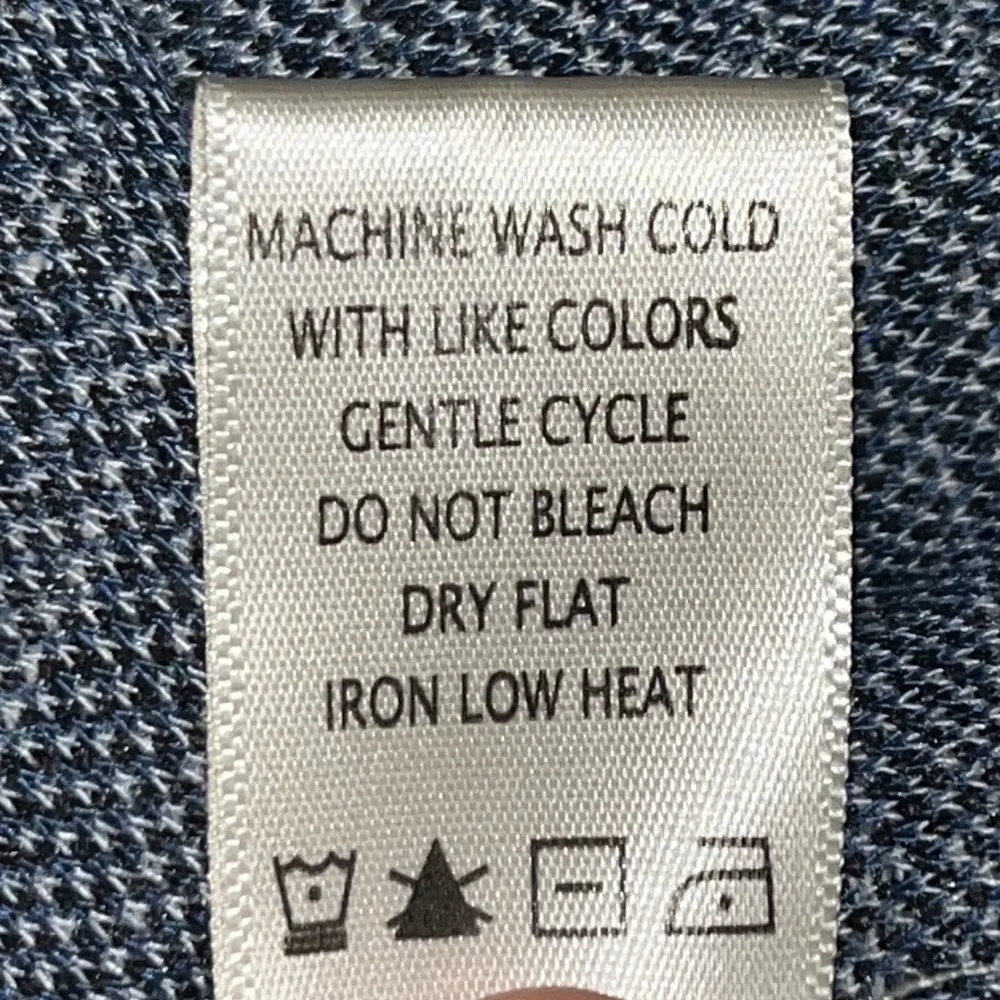 MACHINE WASH COLD
WITH LIKE COLORS
GENTLE CYCLE
DO NOT BLEACH
DRY FLAT
IRON LOW HEAT